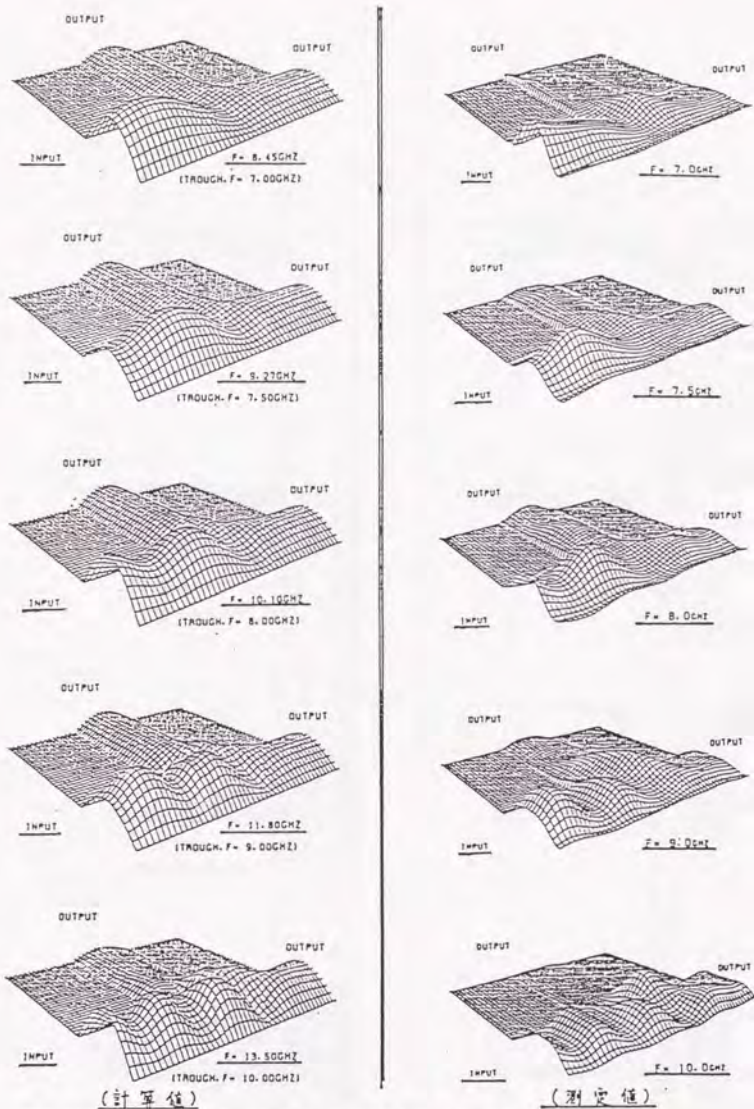 OUTPUT
OUTPUT
INPUT
F= 8.45GHZ
(TROUGH.F= 7.00GHZ)
OUTPUT
OUTPUT
INPUT
F= 9.27GHZ
(TROUGH.F= 7.50GHZ)
OUTPUT
OUTPUT
INPUT
F= 10.10GHZ
(TROUGH.F= 8.00GHZ)
OUTPUT
OUTPUT
INPUT
F= 11.80GHZ
(TROUGH.F= 9.00GHZ)
OUTPUT
OUTPUT
INPUT
F= 13.50GHZ
(TROUGH.F= 10.00GHZ)
(計算値)
OUTPUT
OUTPUT
INPUT
F= 7.0GHZ
OUTPUT
OUTPUT
INPUT
F= 7.5GHZ
OUTPUT
OUTPUT
INPUT
F= 8.0GHZ
OUTPUT
OUTPUT
INPUT
F= 9.0GHZ
OUTPUT
OUTPUT
INPUT
F= 10.0GHZ
(測定値)